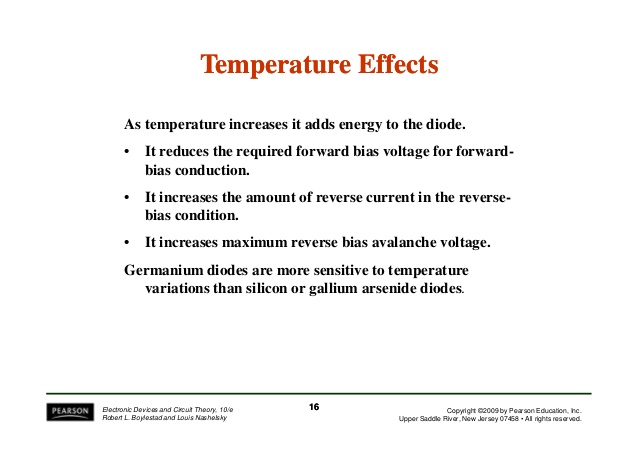 Temperature Effects
As temperature increases it adds energy to the diode.
• It reduces the required forward bias voltage for forward-
bias conduction.
• It increases the amount of reverse current in the reverse-
bias condition.
• It increases maximum reverse bias avalanche voltage.
Germanium diodes are more sensitive to temperature
variations than silicon or gallium arsenide diodes.
PEARSON
Electronic Devices and Circuit Theory, 10/e
Robert L. Boylestad and Louis Nashelsky
16
Copyright ©2009 by Pearson Education, Inc.
Upper Saddle River, New Jersey 07458 • All rights reserved.